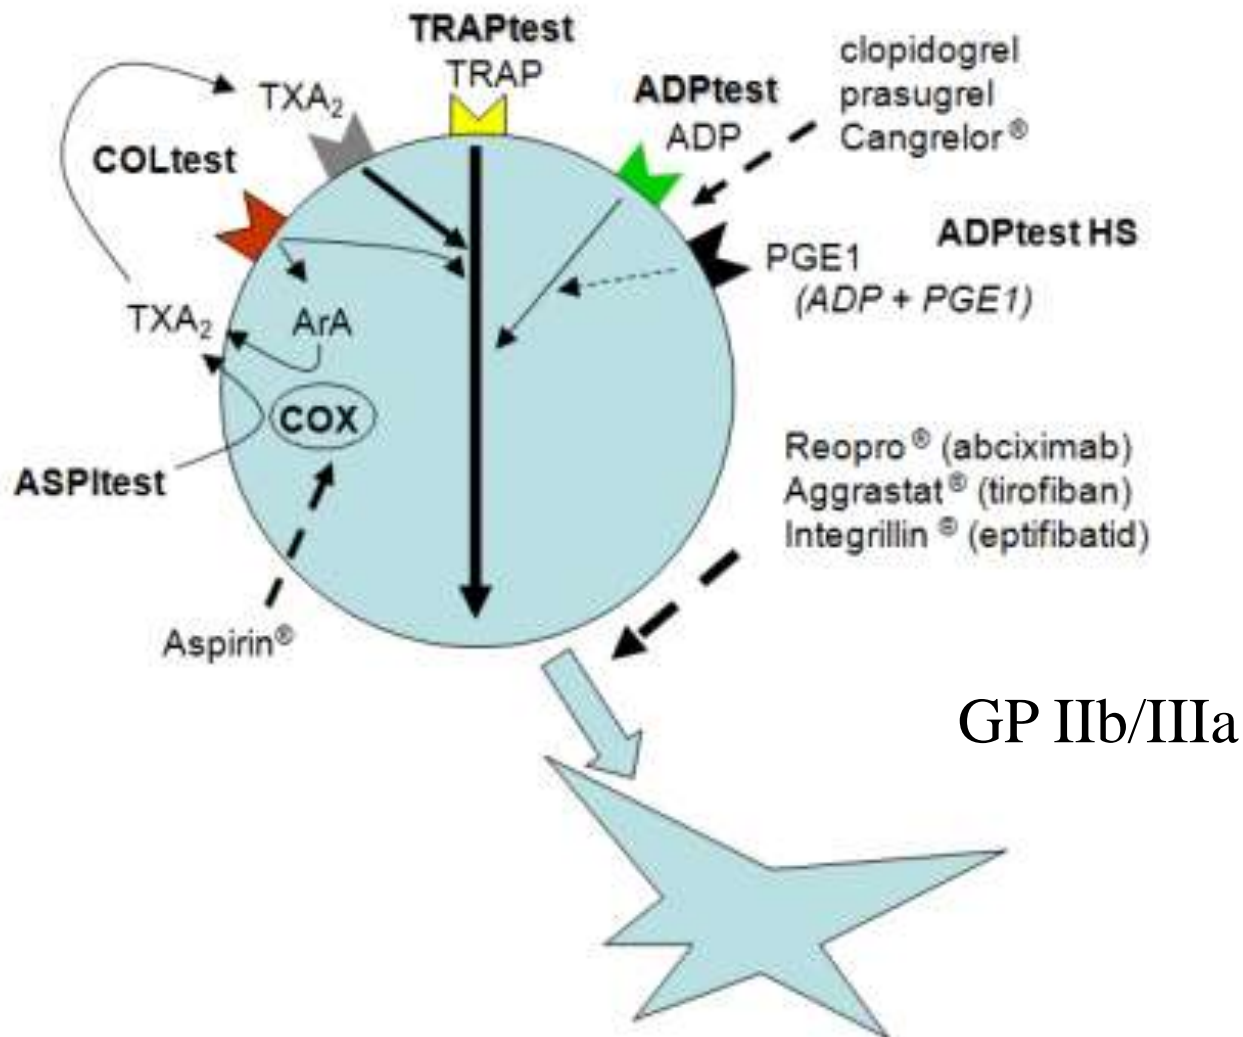 TRAPtest
TRAP
TXA2
COLtest
ADPtest
ADP
clopidogrel
prasugrel
Cangrelor ®
ADPtest HS
PGE1
(ADP + PGE1)
TXA2
ArA
COX
ASPItest
Aspirin®
Reopro ® (abciximab)
Aggrastat ® (tirofiban)
Integrillin ® (eptifibatid)
GP IIb/IIIa